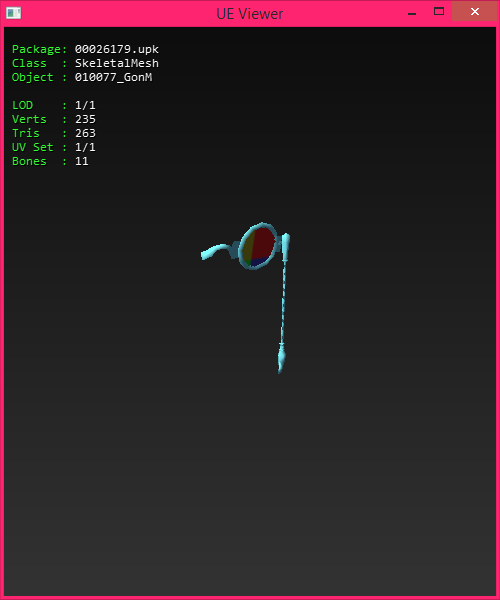 UE Viewer
Package: 00026179.upk
Class : SkeletalMesh
Object : 010077_GonM
LOD : 1/1
Verts : 235
Tris : 263
UV Set : 1/1
Bones : 11